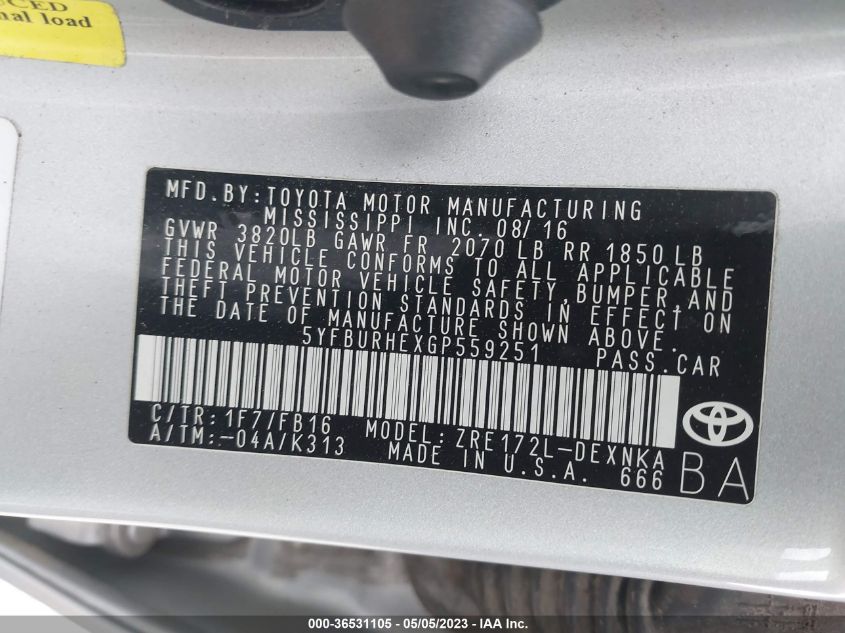 CED
nal load
MFD. BY: TOYOTA MOTOR MANUFACTURING
MISSISSIPPI INC. 08/16
GVWR 3820LB GAWR FR 2070 LB RR 1850 LB
THIS VEHICLE CONFORMS TO ALL APPLICABLE
FEDERAL MOTOR VEHICLE SAFETY, BUMPER, AND
THEFT PREVENTION STANDARDS IN EFFECT ON
THE DATE OF MANUFACTURE SHOWN ABOVE.
5YFBURHEXGP559251 PASS. CAR
C/TR: 1F7/FB16 MODEL: ZRE172L-DEXNKA
A/TM: -04A/K313 MADE IN U.S.A. 666 BA
000-36531105 - 05/05/2023 - IAA Inc.